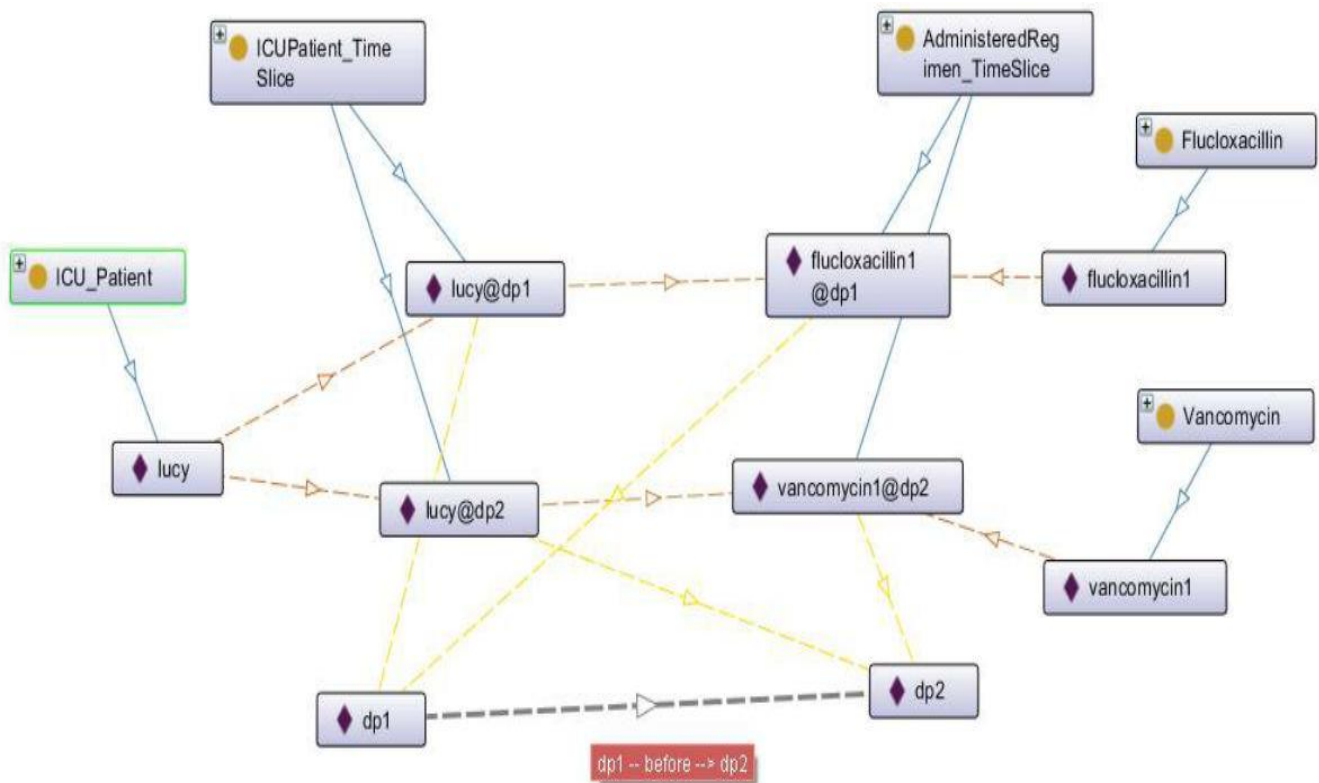 ICUPatient_Time
Slice
AdministeredReg
imen_TimeSlice
Flucloxacillin
ICU_Patient
lucy@dp1
flucloxacillin1
@dp1
flucloxacillin1
Vancomycin
lucy
lucy@dp2
vancomycin1@dp2
vancomycin1
dp1
dp2
dp1 -- before --> dp2